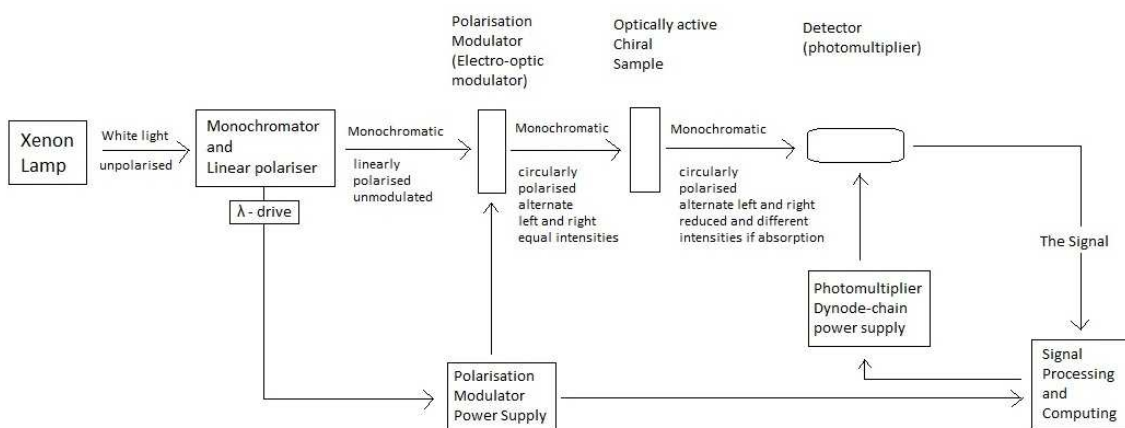 Polarisation
Modulator
(Electro-optic
modulator)
Optically active
Chiral
Sample
Detector
(photomultiplier)
Xenon
Lamp
White light
unpolarised
Monochromator
and
Linear polariser
λ - drive
Monochromatic
linearly
polarised
unmodulated
Monochromatic
circularly
polarised
alternate
left and right
equal intensities
Monochromatic
circularly
polarised
alternate left and right
reduced and different
intensities if absorption
The Signal
Photomultiplier
Dynode-chain
power supply
Polarisation
Modulator
Power Supply
Signal
Processing
and
Computing